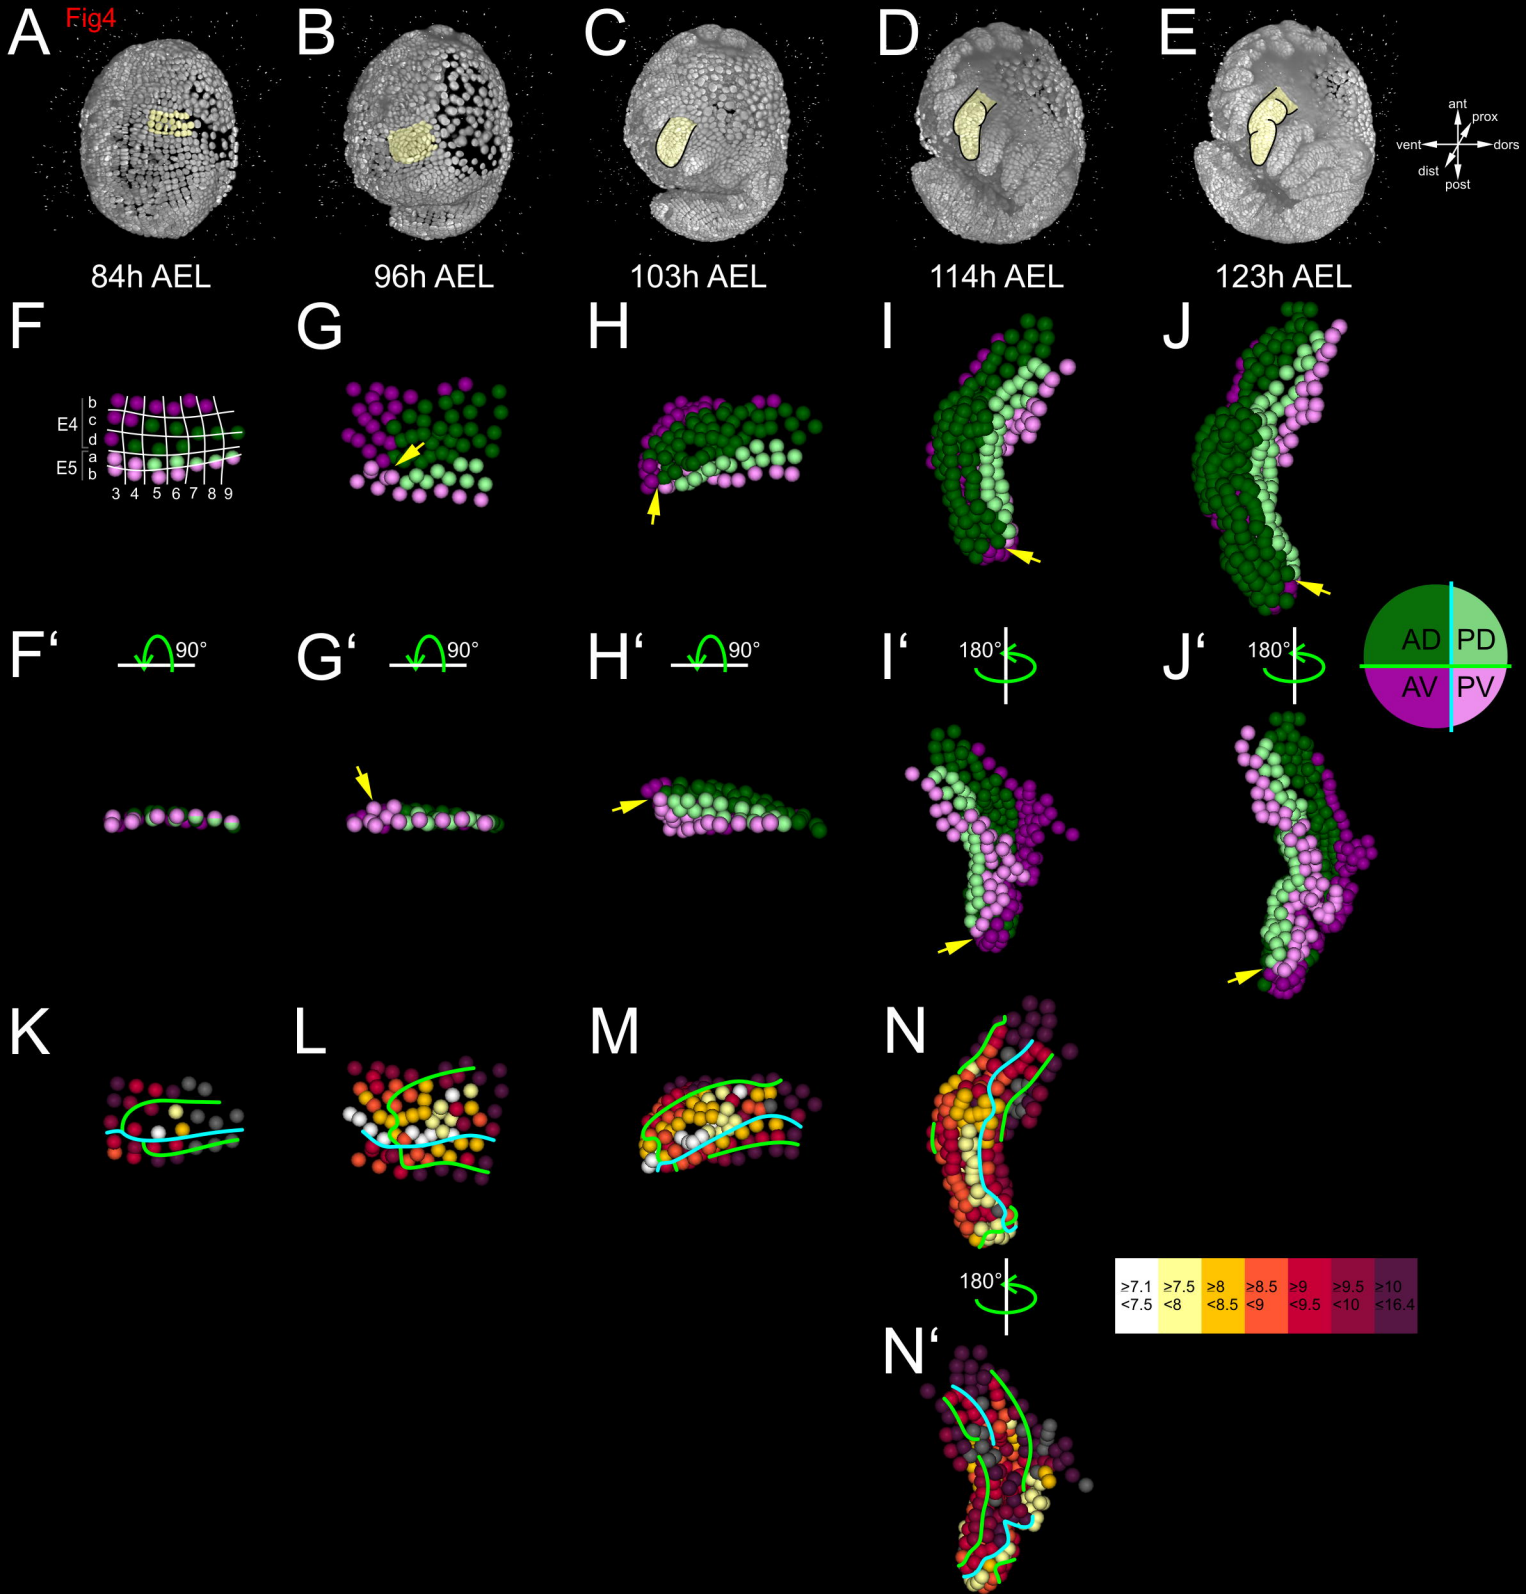 Fig4
A
B
C
D
E
ant
prox
vent
dors
dist
post
84h AEL
96h AEL
103h AEL
114h AEL
123h AEL
F
G
H
I
J
b
E4
c
d
a
E5
b
3 4 5 6 7 8 9
F‘
90°
G‘
90°
H‘
90°
I‘
180°
J‘
180°
AD PD
AV PV
K
L
M
N
180°
≥7.1 ≥7.5 ≥8 ≥8.5 ≥9 ≥9.5 ≥10
<7.5 <8 <8.5 <9 <9.5 <10 ≤16.4
N‘